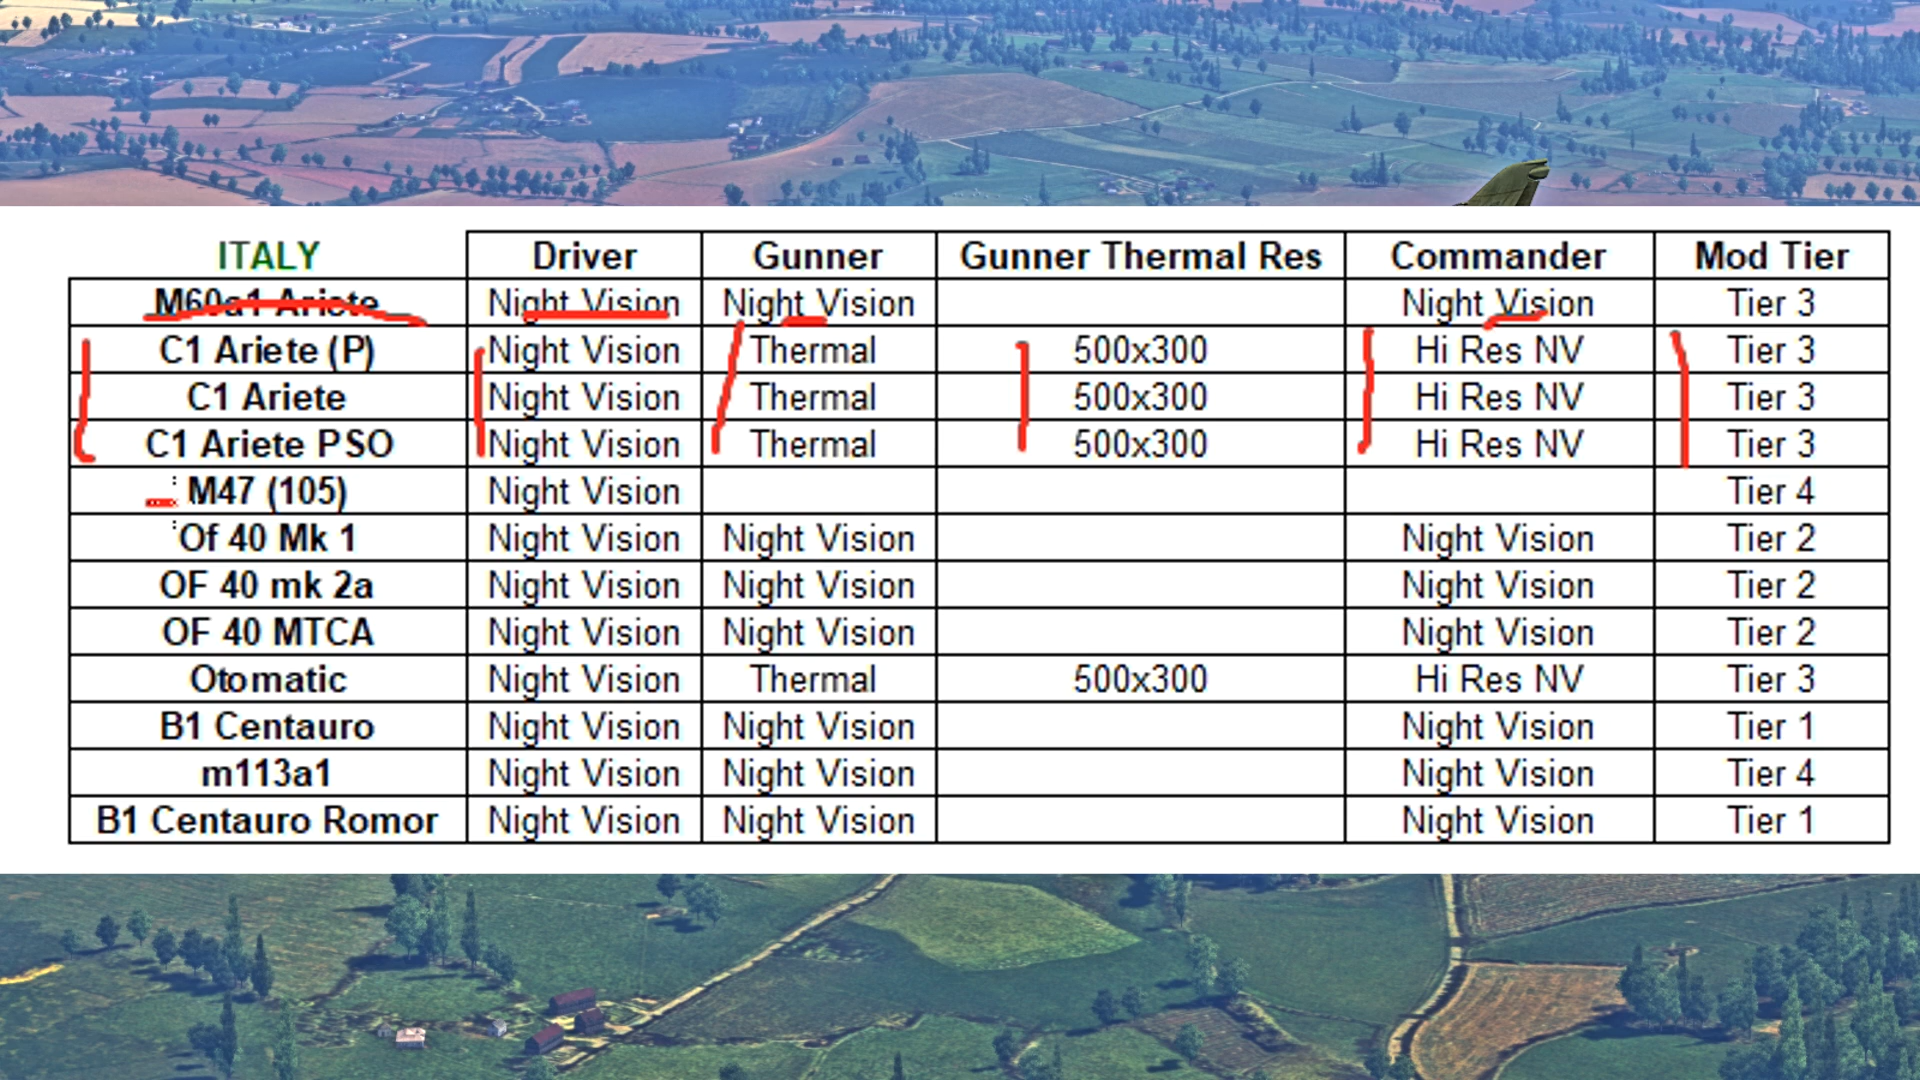 ITALY Driver Gunner Gunner Thermal Res Commander Mod Tier
M60a1 Ariete Night Vision Night Vision Night Vision Tier 3
C1 Ariete (P) Night Vision Thermal 500x300 Hi Res NV Tier 3
C1 Ariete Night Vision Thermal 500x300 Hi Res NV Tier 3
C1 Ariete PSO Night Vision Thermal 500x300 Hi Res NV Tier 3
M47 (105) Night Vision Tier 4
Of 40 Mk 1 Night Vision Night Vision Night Vision Tier 2
OF 40 mk 2a Night Vision Night Vision Night Vision Tier 2
OF 40 MTCA Night Vision Night Vision Night Vision Tier 2
Otomatic Night Vision Thermal 500x300 Hi Res NV Tier 3
B1 Centauro Night Vision Night Vision Night Vision Tier 1
m113a1 Night Vision Night Vision Night Vision Tier 4
B1 Centauro Romor Night Vision Night Vision Night Vision Tier 1